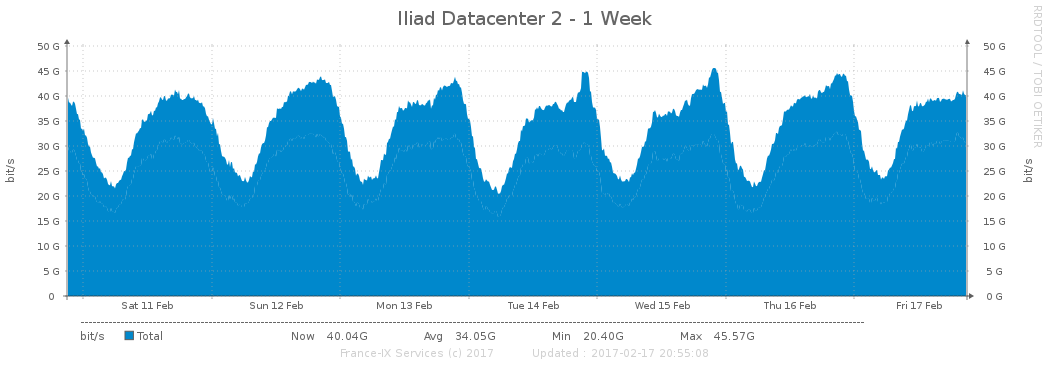 Iliad Datacenter 2 - 1 Week
RRDTOOL / TOBI OETIKER
50 G 50 G
45 G 45 G
40 G 40 G
35 G 35 G
30 G 30 G
25 G 25 G
20 G 20 G
15 G 15 G
10 G 10 G
5 G 5 G
0 0 G
bit/s bit/s
Sat 11 Feb Sun 12 Feb Mon 13 Feb Tue 14 Feb Wed 15 Feb Thu 16 Feb Fri 17 Feb
bit/s Total Now 40.04G Avg 34.05G Min 20.40G Max 45.57G
France-IX Services (c) 2017 Updated : 2017-02-17 20:55:08